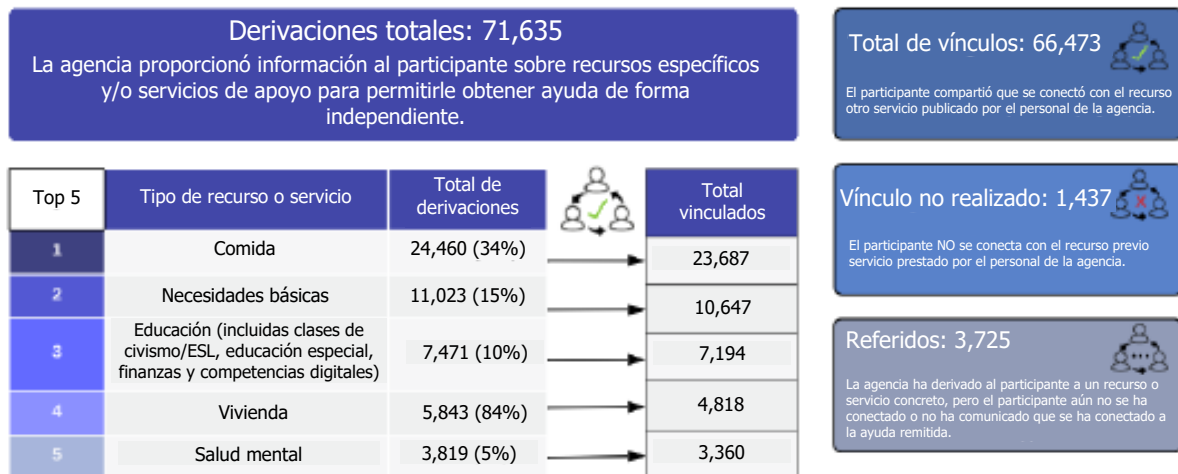 Derivaciones totales: 71,635
La agencia proporcionó información al participante sobre recursos específicos
y/o servicios de apoyo para permitirle obtener ayuda de forma
independiente.
Total de vínculos: 66,473
El participante compartió que se conectó con el recurso
otro servicio publicado por el personal de la agencia.
Vínculo no realizado: 1,437
El participante NO se conecta con el recurso previo
servicio prestado por el personal de la agencia.
Referidos: 3,725
La agencia ha derivado al participante a un recurso o
servicio concreto, pero el participante aún no se ha
conectado o no ha comunicado que se ha conectado a
la ayuda remitida.
Top 5
Tipo de recurso o servicio
Total de
derivaciones
Total
vinculados
1
Comida
24,460 (34%)
23,687
2
Necesidades básicas
11,023 (15%)
10,647
3
Educación (incluidas clases de
civismo/ESL, educación especial,
finanzas y competencias digitales)
7,471 (10%)
7,194
4
Vivienda
5,843 (84%)
4,818
5
Salud mental
3,819 (5%)
3,360